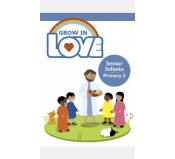 GROW IN
LOVE
Senior
Infants
Primary 2